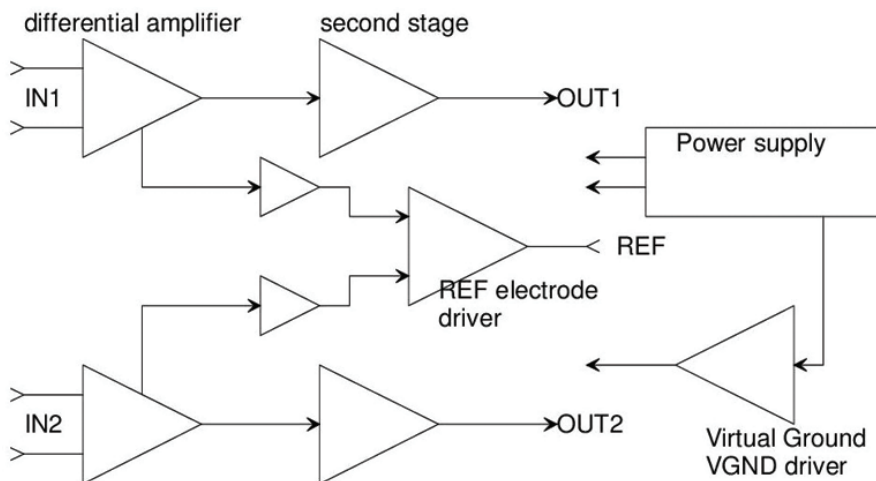 differential amplifier
second stage
IN1
OUT1
Power supply
REF
REF electrode
driver
IN2
OUT2
Virtual Ground
VGND driver